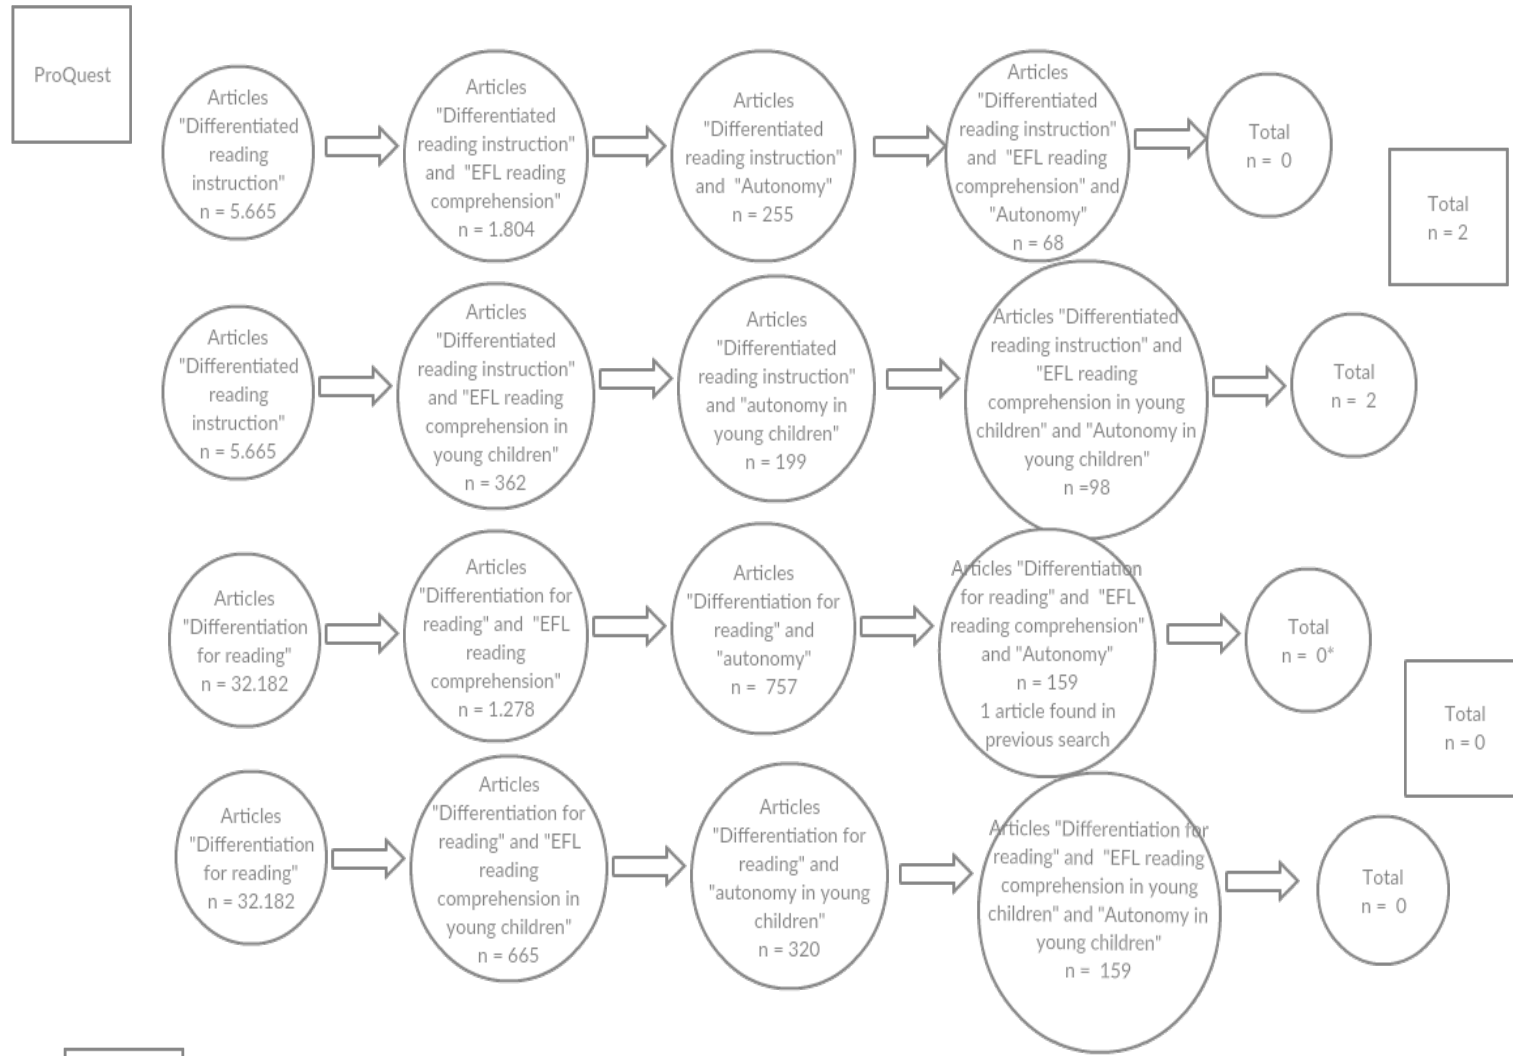 ProQuest
Articles
"Differentiated
reading
instruction"
n = 5.665
Articles
"Differentiated
reading instruction"
and "EFL reading
comprehension"
n = 1.804
Articles
"Differentiated
reading instruction"
and "Autonomy"
n = 255
Articles
"Differentiated
reading instruction"
and "EFL reading
comprehension" and
"Autonomy"
n = 68
Total
n = 0
Total
n = 2
Articles
"Differentiated
reading
instruction"
n = 5.665
Articles
"Differentiated
reading instruction"
and "EFL reading
comprehension in
young children"
n = 362
Articles
"Differentiated
reading instruction"
and "autonomy in
young children"
n = 199
Articles "Differentiated
reading instruction" and
"EFL reading
comprehension in young
children" and "Autonomy in
young children"
n =98
Total
n = 2
Articles
"Differentiation
for reading"
n = 32.182
Articles
"Differentiation for
reading" and "EFL
reading
comprehension"
n = 1.278
Articles
"Differentiation for
reading" and
"autonomy"
n = 757
Articles "Differentiation
for reading" and "EFL
reading comprehension"
and "Autonomy"
n = 159
1 article found in
previous search
Total
n = 0*
Total
n = 0
Articles
"Differentiation
for reading"
n = 32.182
Articles
"Differentiation for
reading" and "EFL
reading
comprehension in
young children"
n = 665
Articles
"Differentiation for
reading" and
"autonomy in young
children"
n = 320
Articles "Differentiation for
reading" and "EFL reading
comprehension in young
children" and "Autonomy in
young children"
n = 159
Total
n = 0